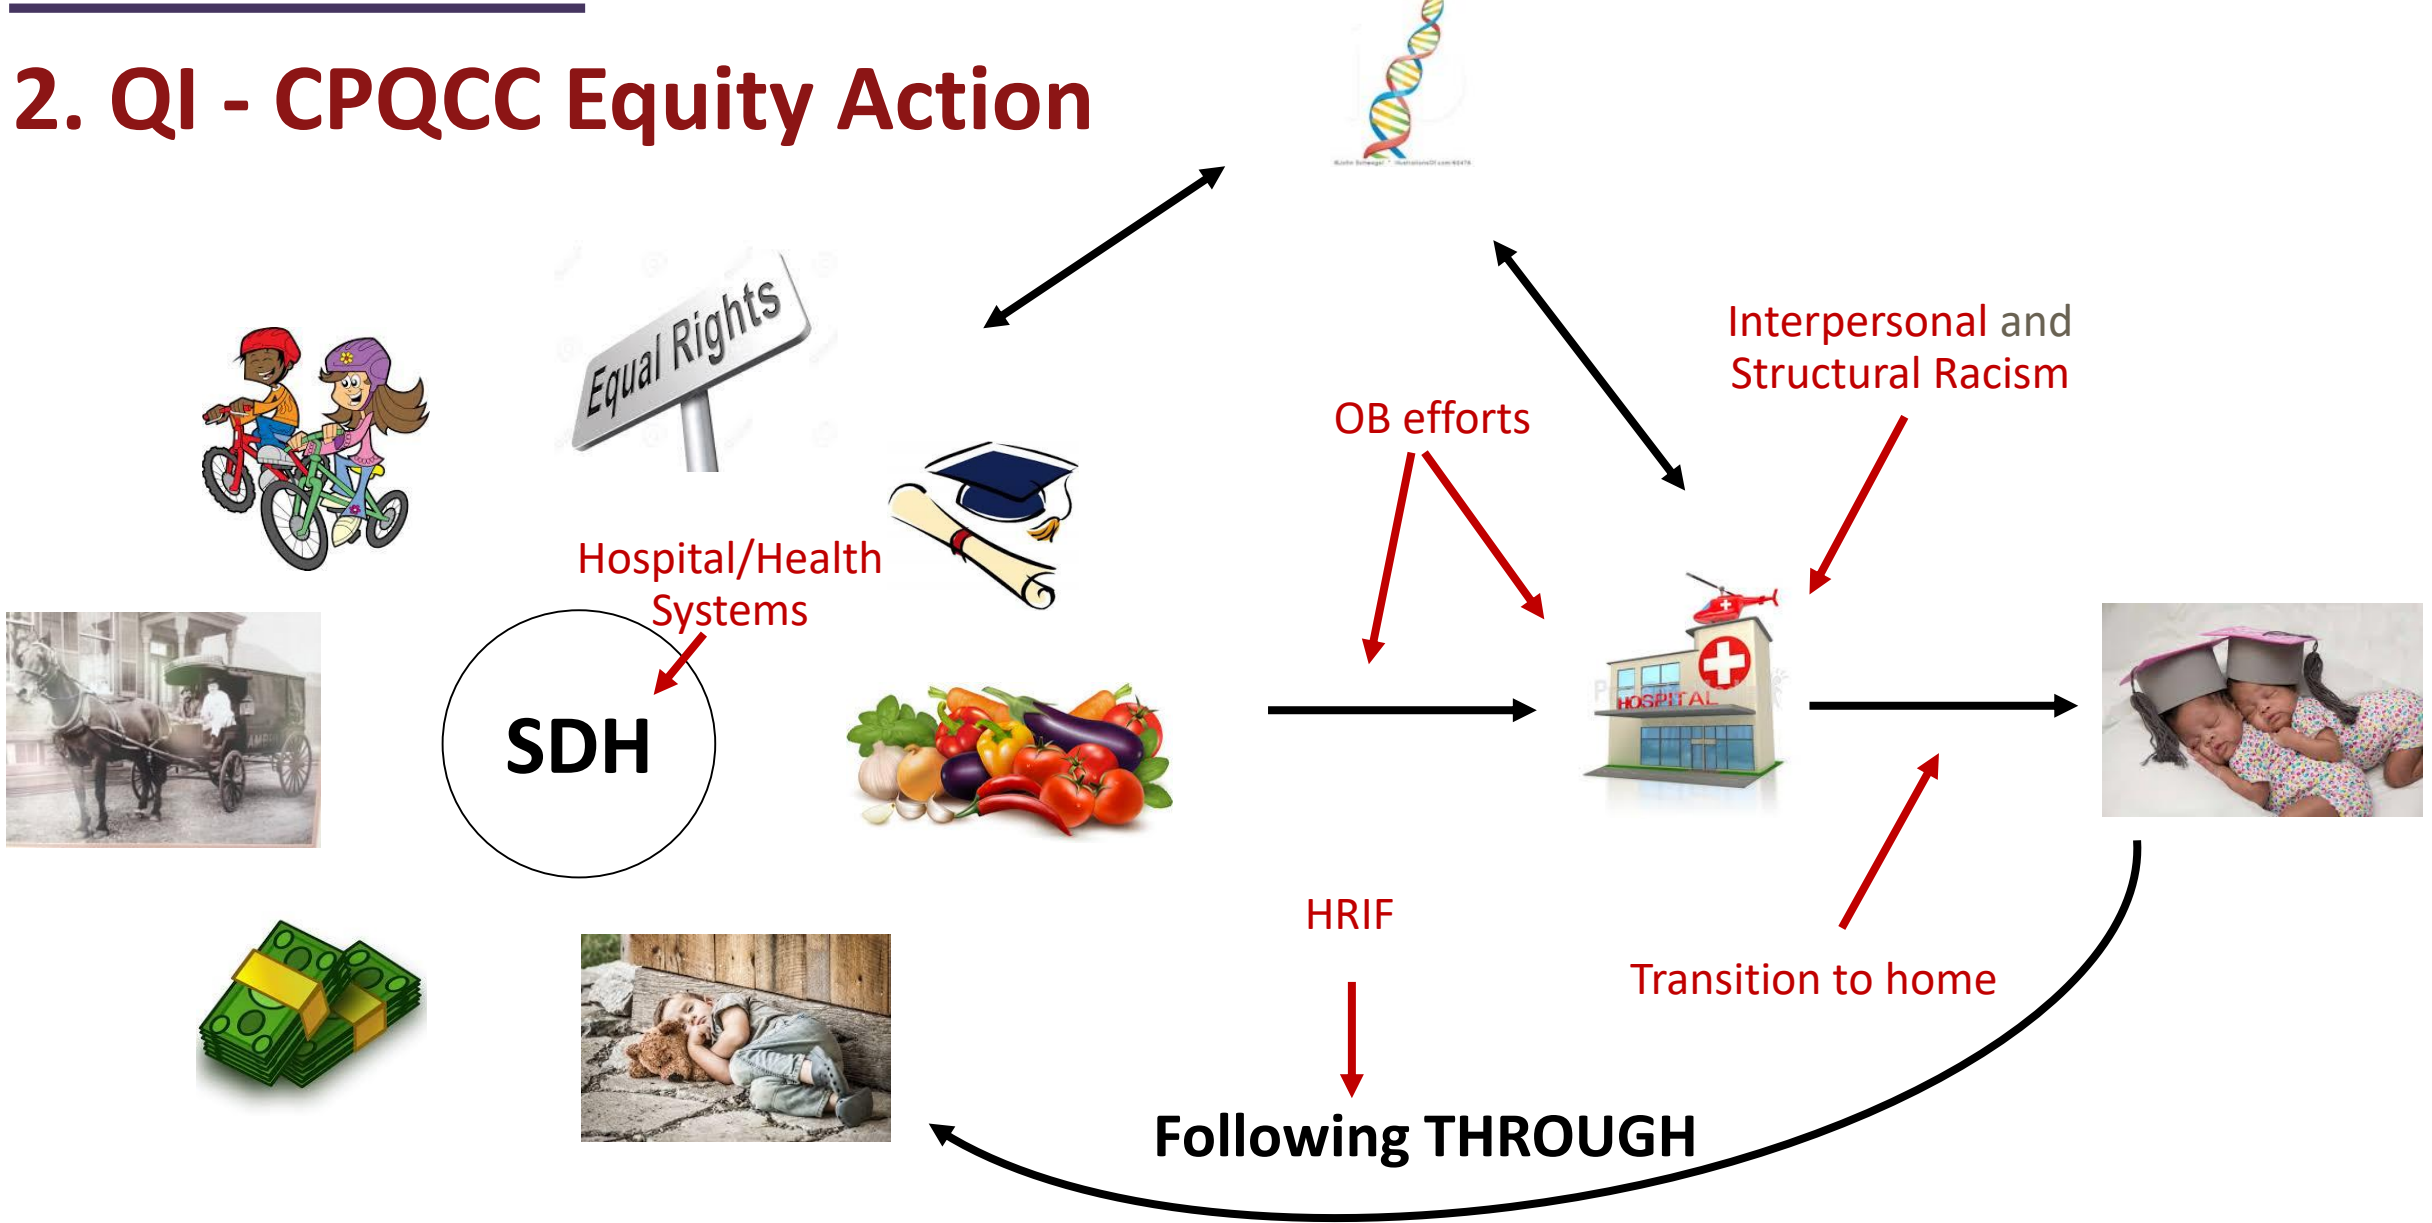 2. QI - CPQCC Equity Action
Equal Rights
Interpersonal and
Structural Racism
OB efforts
Hospital/Health
Systems
SDH
HOSPITAL
HRIF
Transition to home
Following THROUGH